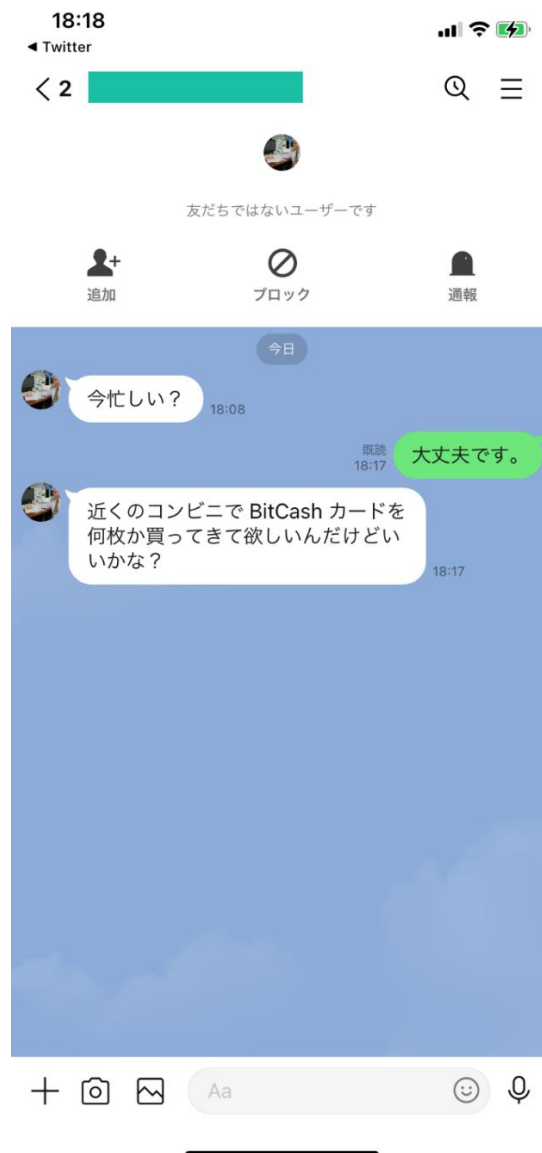 18:18
◀ Twitter
2
友だちではないユーザーです
追加
ブロック
通報
今日
今忙しい？
18:08
既読
18:17
大丈夫です。
近くのコンビニで BitCash カードを
何枚か買ってきて欲しいんだけどい
いかな？
18:17
Aa